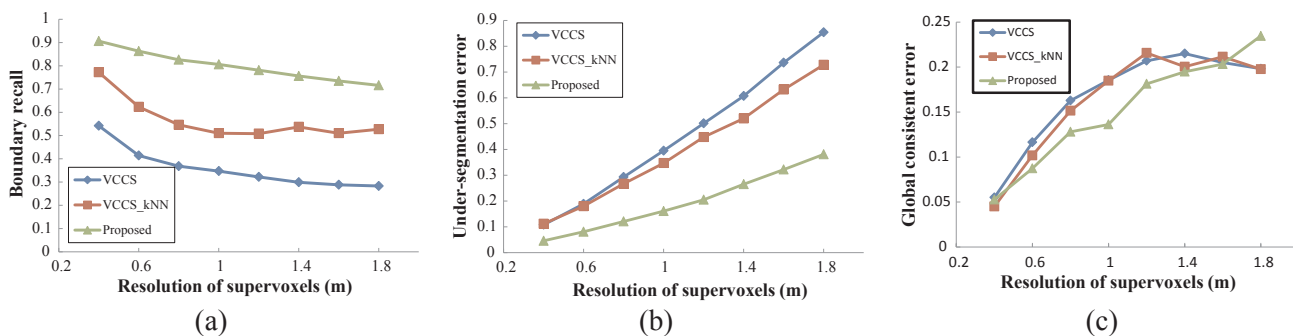 1
0.9
0.8
0.7
0.6
0.5
0.4
0.3
0.2
0.1
0
Boundary recall
VCCS
VCCS_kNN
Proposed
0.2
0.6
1
1.4
1.8
Resolution of supervoxels (m)
(a)
0.9
0.8
0.7
0.6
0.5
0.4
0.3
0.2
0.1
0
Under-segmentation error
VCCS
VCCS_kNN
Proposed
0.2
0.6
1
1.4
1.8
Resolution of supervoxels (m)
(b)
0.25
0.2
0.15
0.1
0.05
0
Global consistent error
VCCS
VCCS_kNN
Proposed
0.2
0.6
1
1.4
1.8
Resolution of supervoxels (m)
(c)